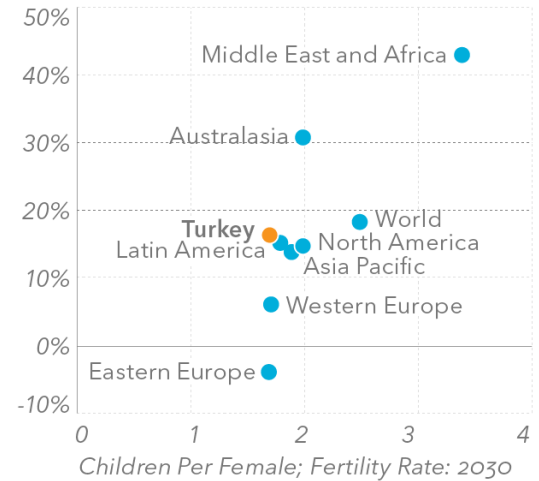 50%
Middle East and Africa
40%
Australasia
30%
20%
World
Turkey
North America
Latin America
Asia Pacific
10%
Western Europe
0%
Eastern Europe
-10%
0 1 2 3 4
Children Per Female; Fertility Rate: 2030